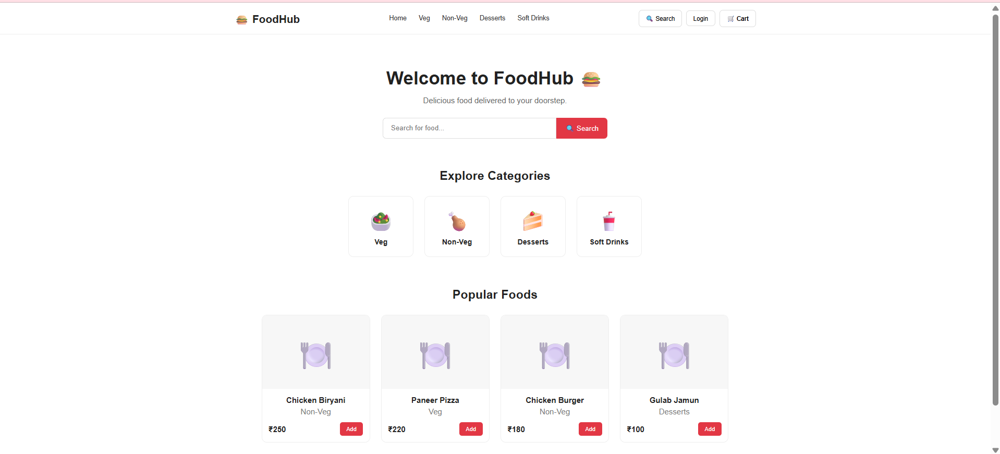 FoodHub
Home Veg Non-Veg Desserts Soft Drinks
Search Login Cart
Welcome to FoodHub
Delicious food delivered to your doorstep.
Search for food...
Search
Explore Categories
Veg Non-Veg Desserts Soft Drinks
Popular Foods
Chicken Biryani
Non-Veg
₹250 Add
Paneer Pizza
Veg
₹220 Add
Chicken Burger
Non-Veg
₹180 Add
Gulab Jamun
Desserts
₹100 Add